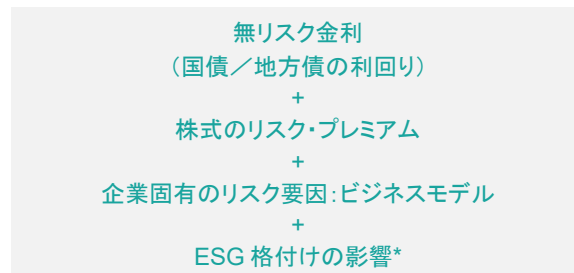 無リスク金利
（国債／地方債の利回り）
+
株式のリスク・プレミアム
+
企業固有のリスク要因：ビジネスモデル
+
ESG 格付けの影響*